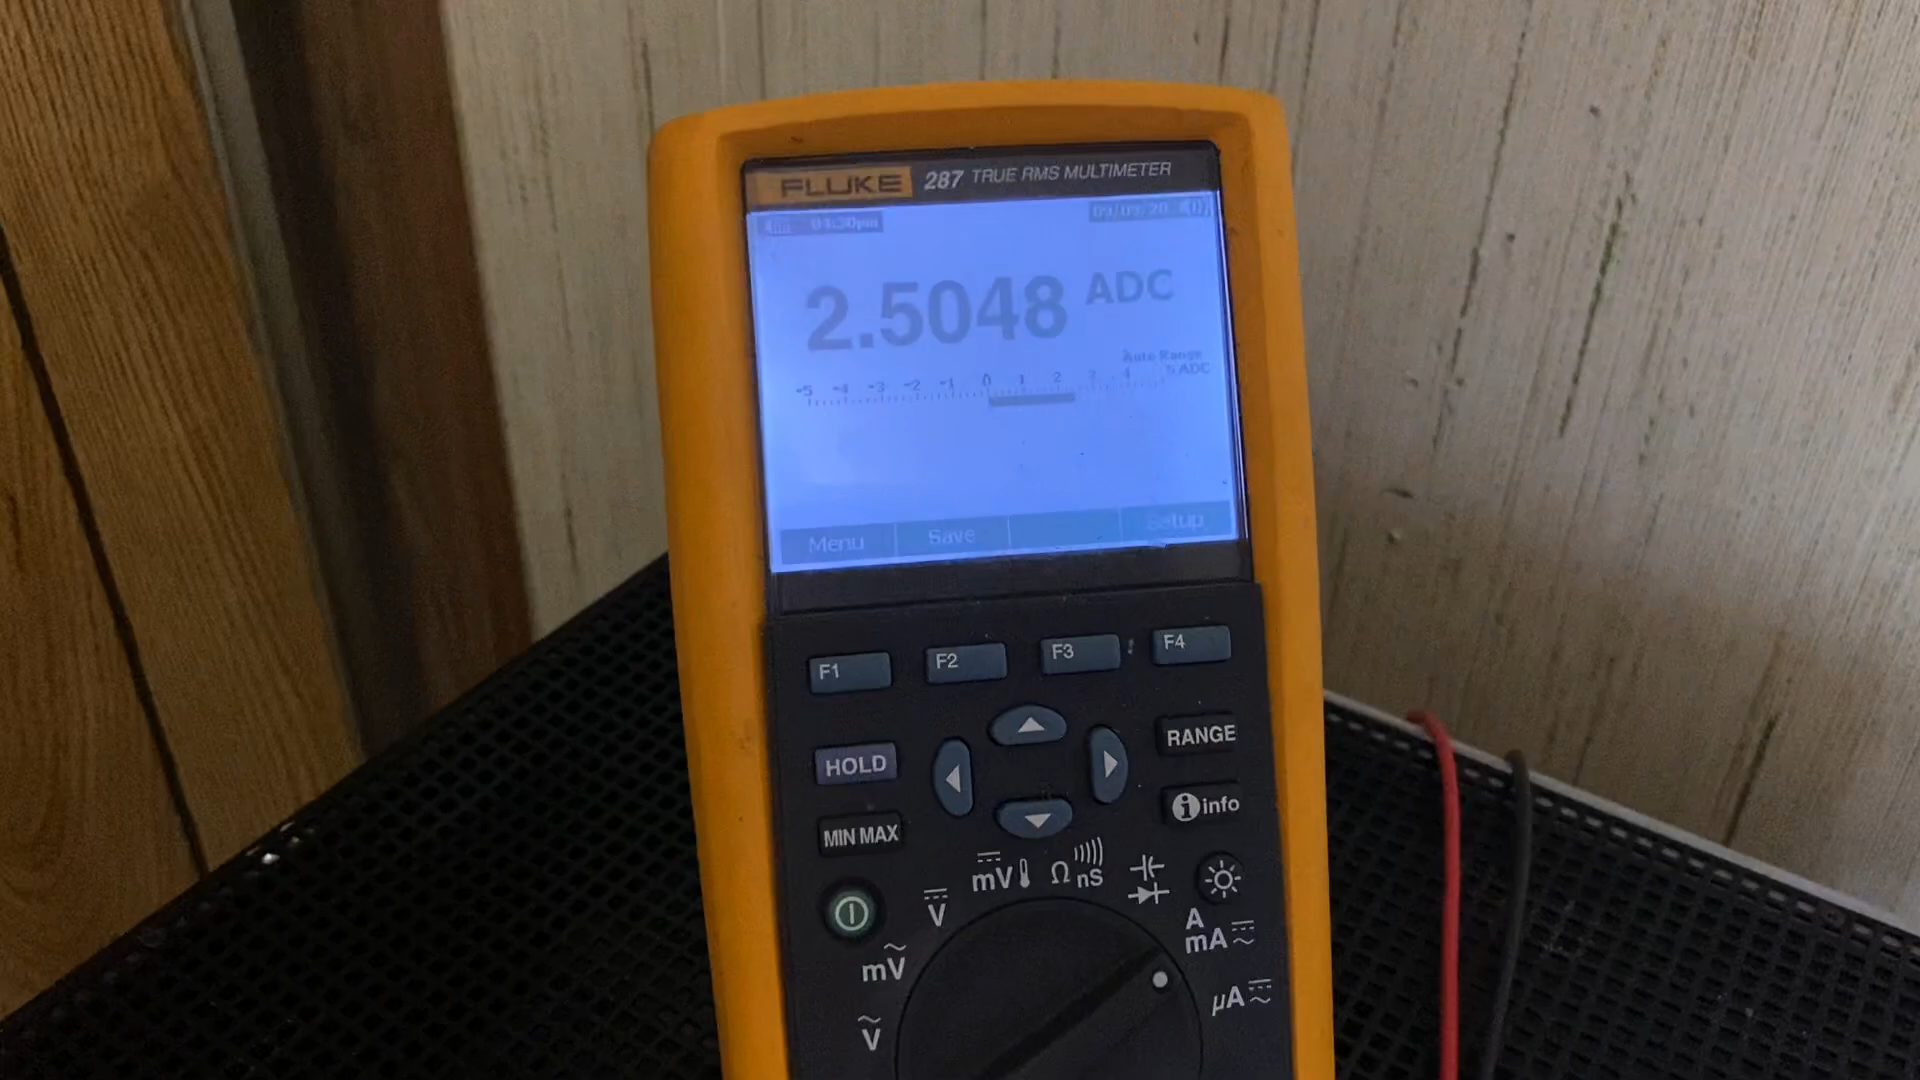 FLUKE 287 TRUE RMS MULTIMETER
2.5048 ADC
Auto Range
-5 -4 -3 -2 -1 0 1 2 3 4 5 ADC
Menu Save Setup
F1 F2 F3 F4
HOLD RANGE
MIN MAX info
mV Ω nS
V A
mA
mV
µA
V